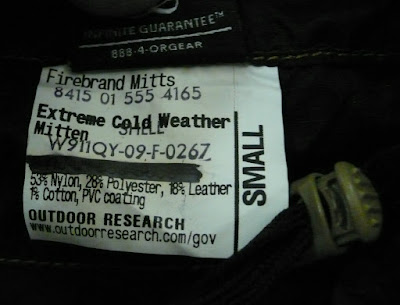 INFINITE GUARANTEE™
888-4-ORGEAR
Firebrand Mitts
8415 01 555 4165
Extreme Cold Weather
Mitten SHELL
W911QY-09-F-0267
53% Nylon, 28% Polyester, 18% Leather
1% Cotton, PVC coating
OUTDOOR RESEARCH
www.outdoorresearch.com/gov
SMALL